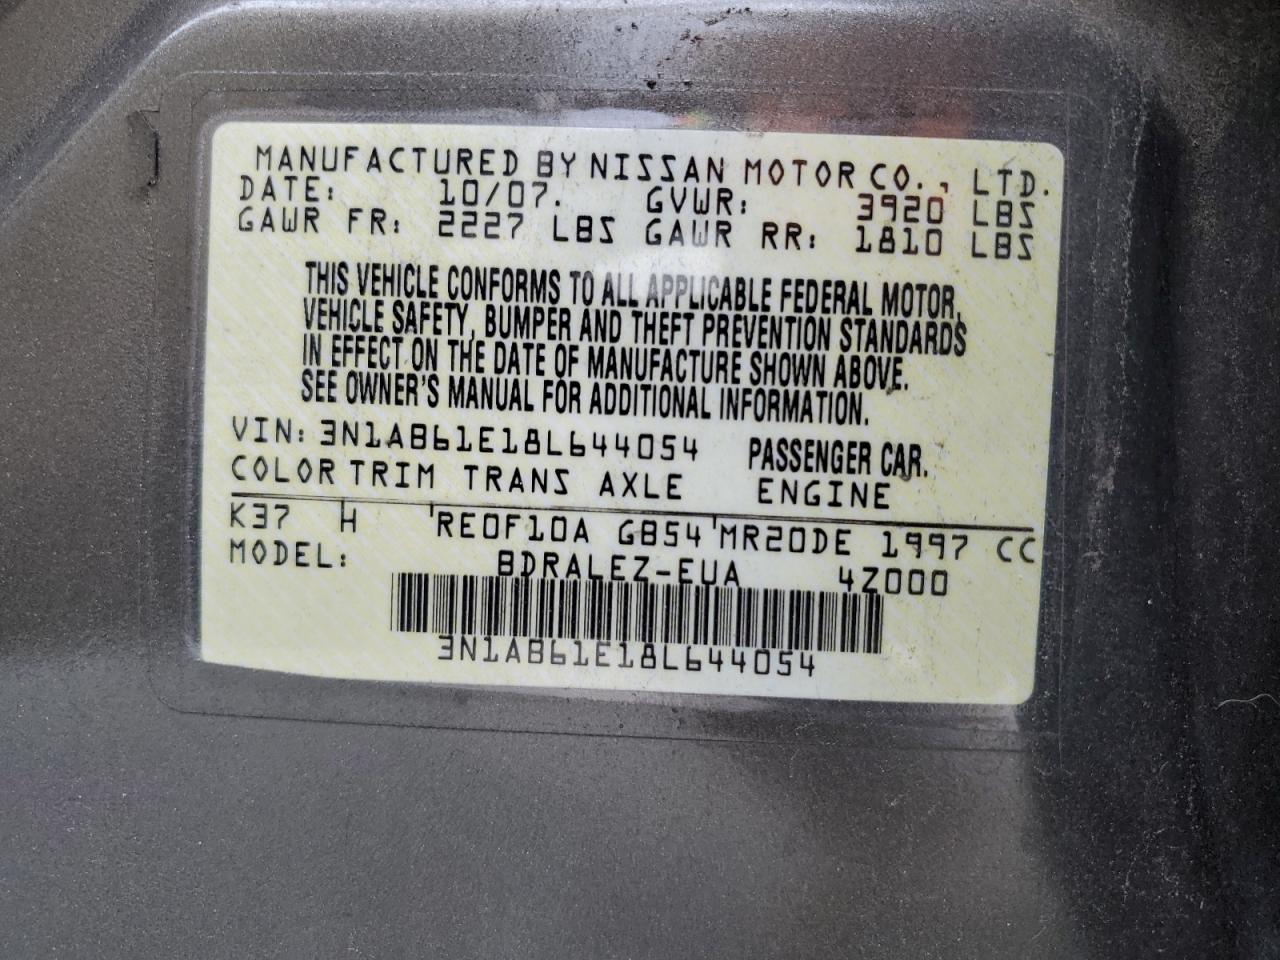 MANUFACTURED BY NISSAN MOTOR CO., LTD.
DATE: 10/07. GVWR: 3920 LBS
GAWR FR: 2227 LBS GAWR RR: 1810 LBS
THIS VEHICLE CONFORMS TO ALL APPLICABLE FEDERAL MOTOR,
VEHICLE SAFETY, BUMPER AND THEFT PREVENTION STANDARDS
IN EFFECT ON THE DATE OF MANUFACTURE SHOWN ABOVE.
SEE OWNER'S MANUAL FOR ADDITIONAL INFORMATION.
VIN: 3N1AB61E18L644054 PASSENGER CAR.
COLOR TRIM TRANS AXLE ENGINE
K37 H RE0F10A GB54 MR20DE 1997 CC
MODEL: BDRALEZ-EUA 4Z000
3N1AB61E18L644054